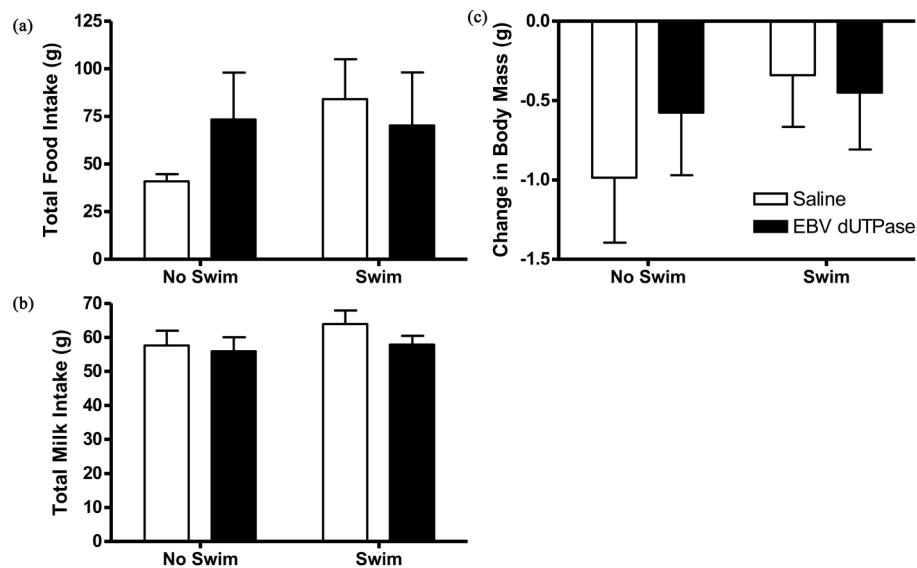 (a)
Total Food Intake (g)
125
100
75
50
25
0
No Swim
Swim
(b)
Total Milk Intake (g)
70
60
50
40
30
20
10
0
No Swim
Swim
(c)
Change in Body Mass (g)
0.0
-0.5
-1.0
-1.5
Saline
EBV dUTPase
No Swim
Swim